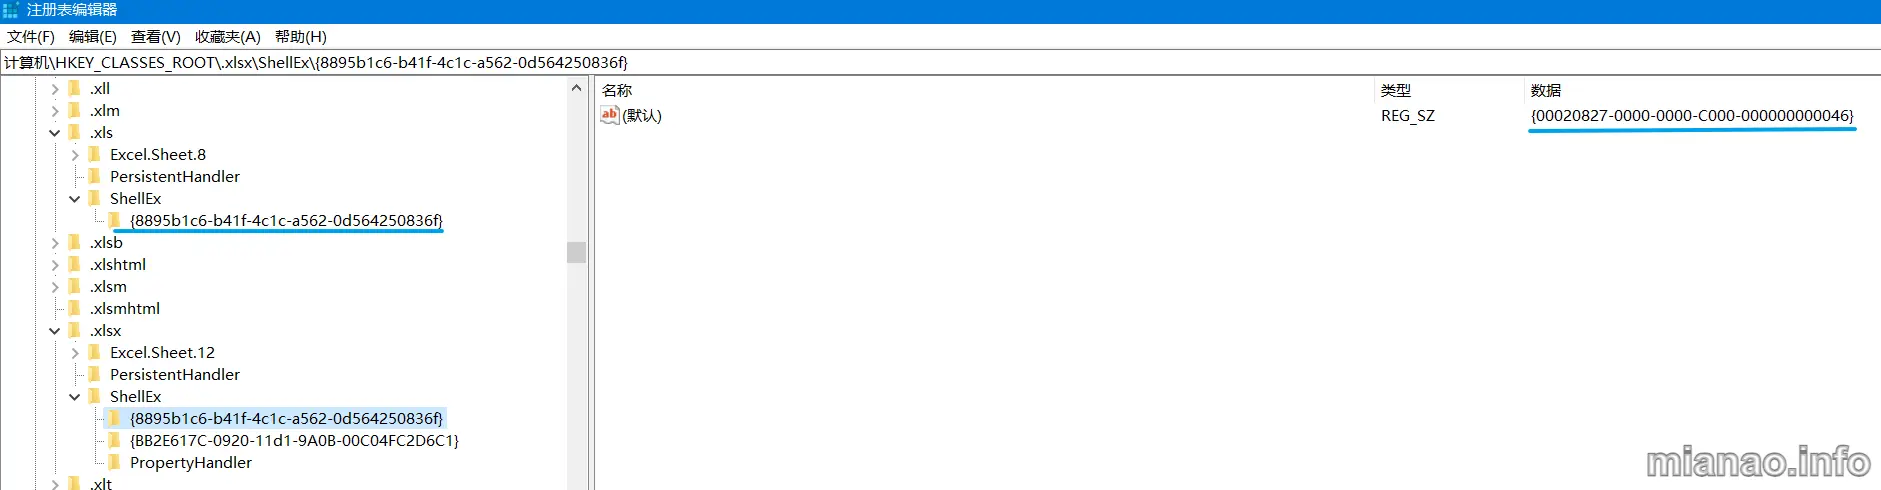 注册表编辑器
文件(F) 编辑(E) 查看(V) 收藏夹(A) 帮助(H)
计算机\HKEY_CLASSES_ROOT\.xlsx\ShellEx\{8895b1c6-b41f-4c1c-a562-0d564250836f}
.xll
.xlm
.xls
Excel.Sheet.8
PersistentHandler
ShellEx
{8895b1c6-b41f-4c1c-a562-0d564250836f}
.xlsb
.xlshtml
.xlsm
.xlsmhtml
.xlsx
Excel.Sheet.12
PersistentHandler
ShellEx
{8895b1c6-b41f-4c1c-a562-0d564250836f}
{BB2E617C-0920-11d1-9A0B-00C04FC2D6C1}
PropertyHandler
.xlt
名称 类型 数据
ab (默认) REG_SZ {00020827-0000-0000-C000-000000000046}
mianao.info